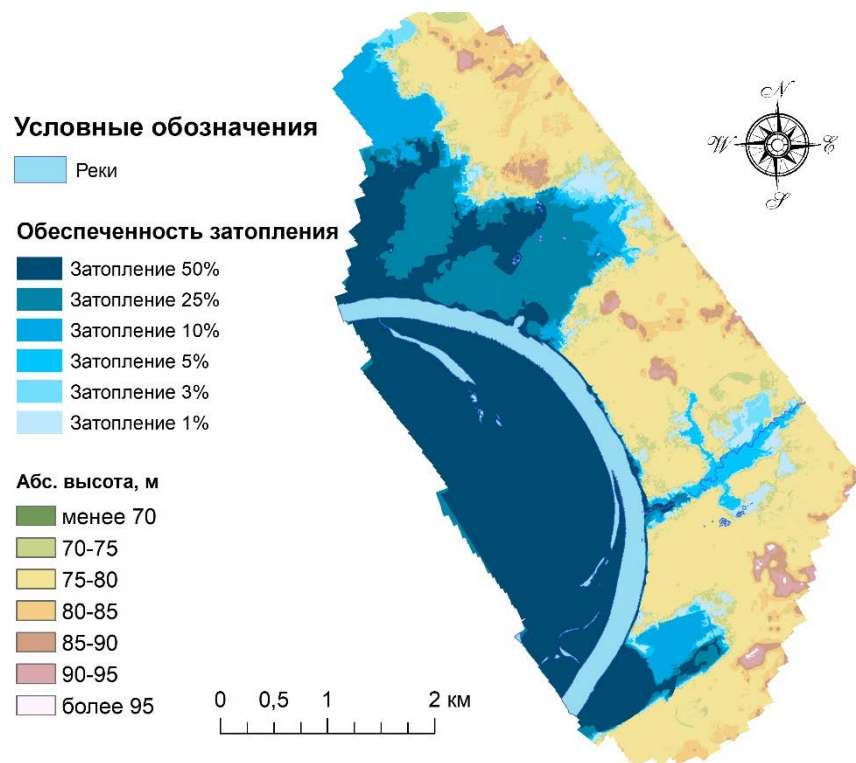 Условные обозначения
Реки
Обеспеченность затопления
Затопление 50%
Затопление 25%
Затопление 10%
Затопление 5%
Затопление 3%
Затопление 1%
Абс. высота, м
менее 70
70-75
75-80
80-85
85-90
90-95
более 95
0 0,5 1 2 км
N
W E
S